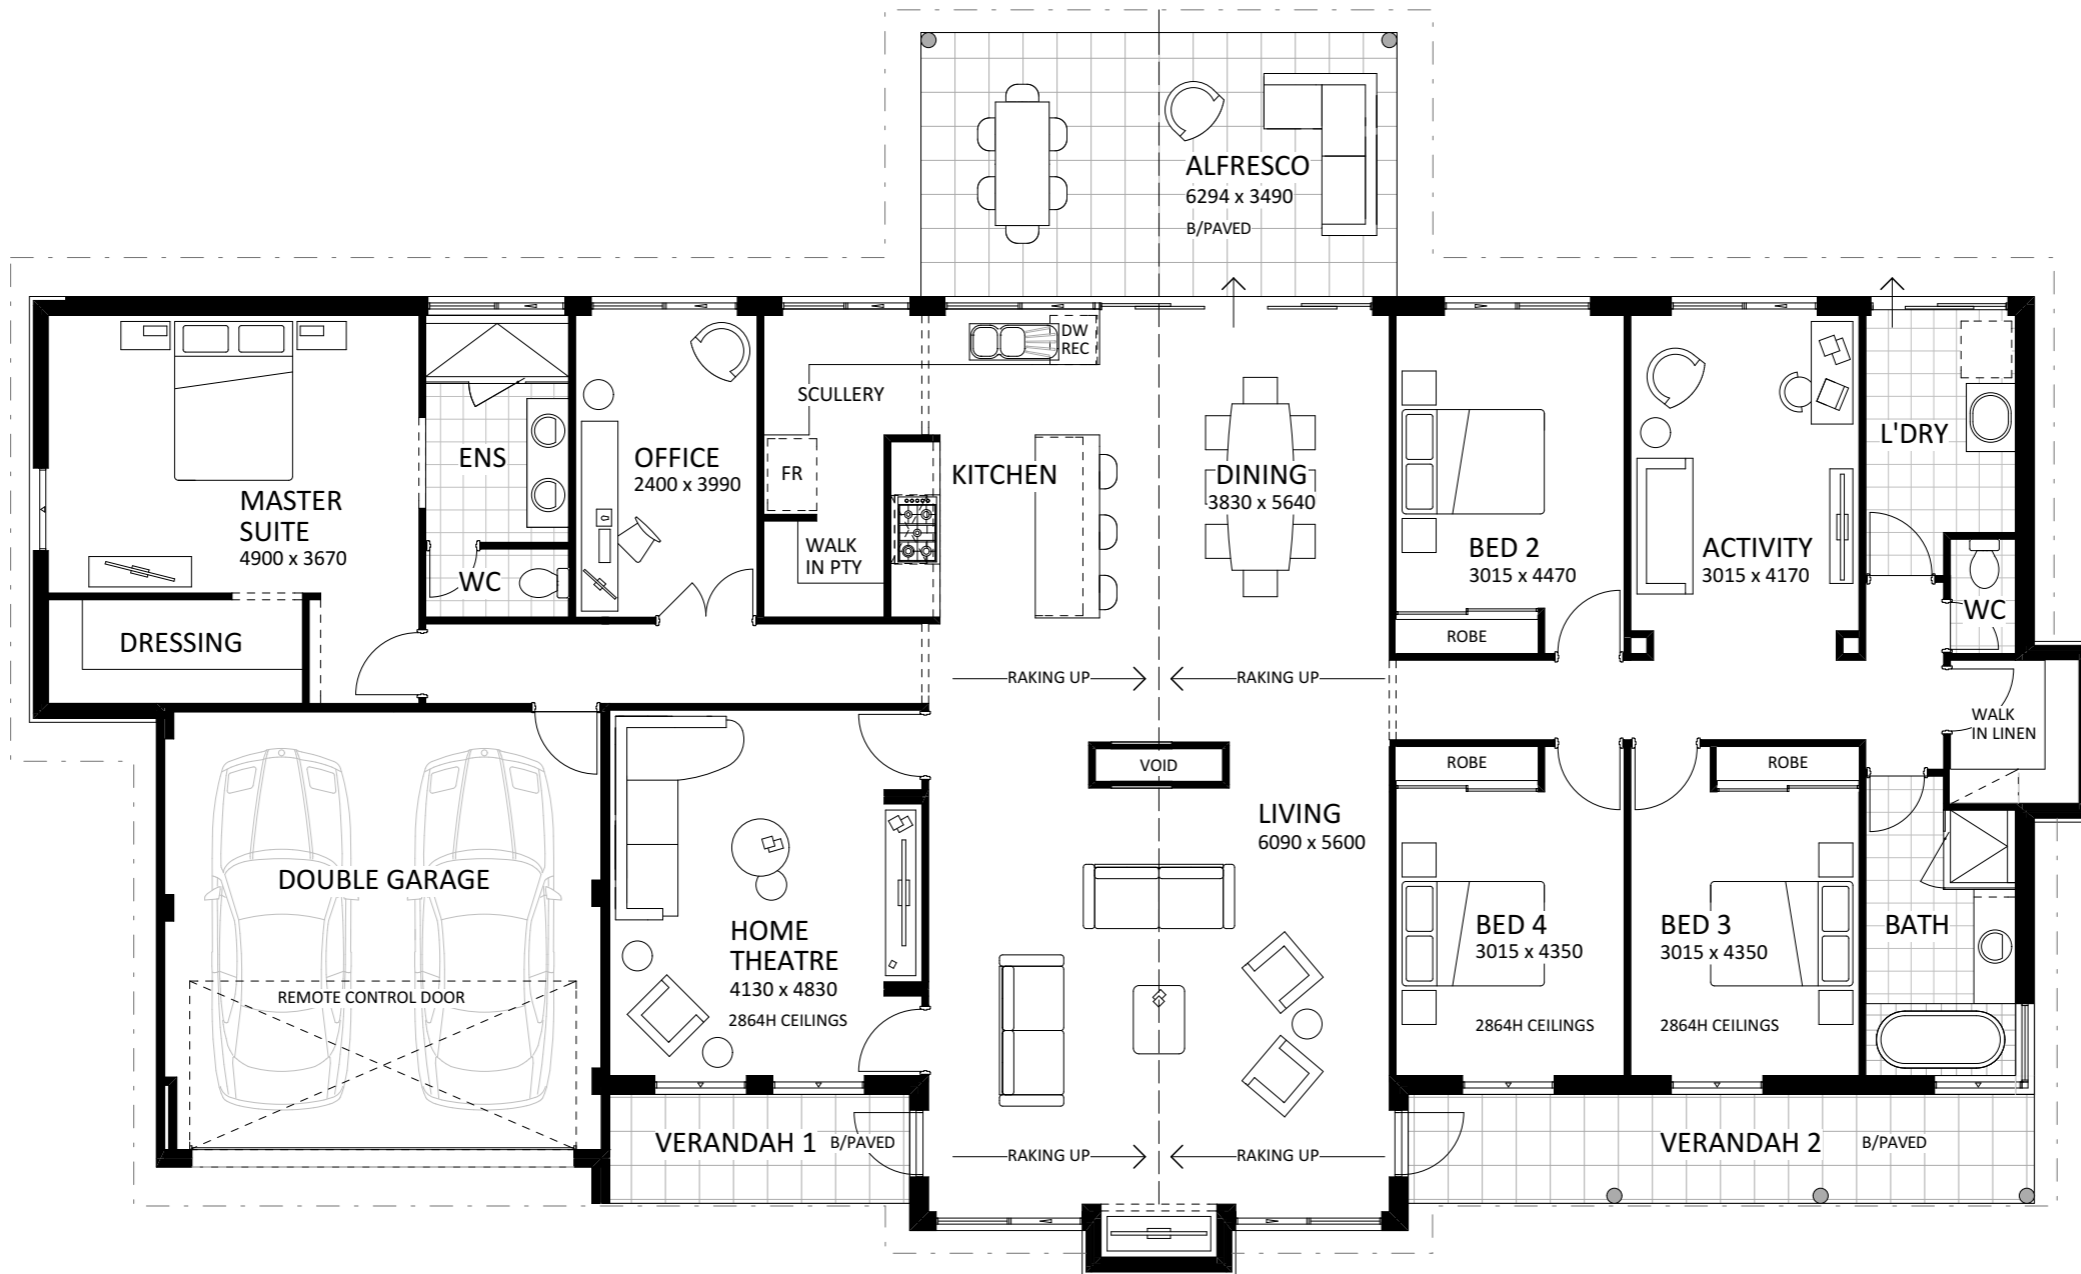 ALFRESCO
6294 x 3490
B/PAVED
DW
REC
SCULLERY
FR
WALK
IN PTY
ENS
WC
OFFICE
2400 x 3990
MASTER
SUITE
4900 x 3670
DRESSING
KITCHEN
DINING
3830 x 5640
BED 2
3015 x 4470
ROBE
ACTIVITY
3015 x 4170
L'DRY
WC
WALK
IN LINEN
RAKING UP
RAKING UP
VOID
LIVING
6090 x 5600
ROBE
ROBE
DOUBLE GARAGE
REMOTE CONTROL DOOR
HOME
THEATRE
4130 x 4830
2864H CEILINGS
BED 4
3015 x 4350
2864H CEILINGS
BED 3
3015 x 4350
2864H CEILINGS
BATH
VERANDAH 1
B/PAVED
RAKING UP
RAKING UP
VERANDAH 2
B/PAVED